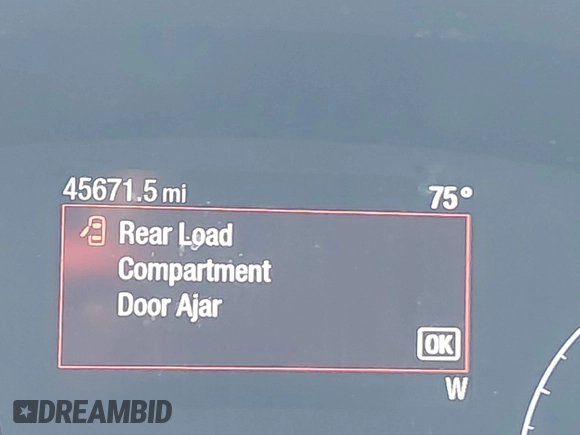 45671.5 mi 75°
Rear Load
Compartment
Door Ajar
OK
W
DREAMBID